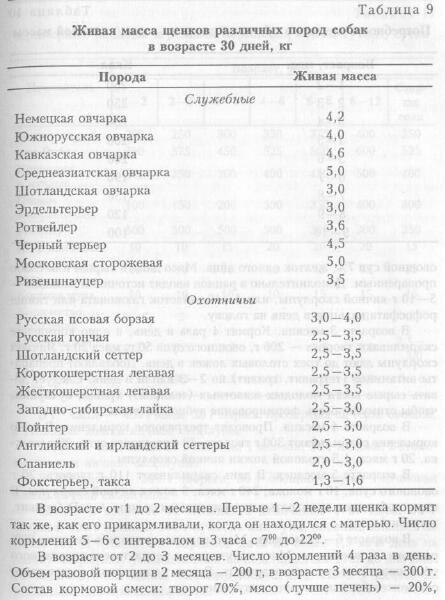 Таблица 9
Живая масса щенков различных пород собак
в возрасте 30 дней, кг
Порода Живая масса
Служебные
Немецкая овчарка 4,2
Южнорусская овчарка 4,0
Кавказская овчарка 4,6
Среднеазиатская овчарка 5,0
Шотландская овчарка 3,0
Эрдельтерьер 3,0
Ротвейлер 3,6
Черный терьер 4,5
Московская сторожевая 5,0
Ризеншнауцер 3,5
Охотничьи
Русская псовая борзая 3,0—4,0
Русская гончая 2,5—3,5
Шотландский сеттер 2,5—3,5
Короткошерстная легавая 2,5—3,5
Жесткошерстная легавая 2,5—3,5
Западно-сибирская лайка 2,5—3,0
Пойнтер 2,5—3,0
Английский и ирландский сеттеры 2,5—3,0
Спаниель 2,0—3,0
Фокстерьер, такса 1,3—1,6
В возрасте от 1 до 2 месяцев. Первые 1—2 недели щенка кормят
так же, как его прикармливали, когда он находился с матерью. Число
кормлений 5—6 с интервалом в 3 часа с 7⁰⁰ до 22⁰⁰.
В возрасте от 2 до 3 месяцев. Число кормлений 4 раза в день.
Объем разовой порции в 2 месяца — 200 г, в возрасте 3 месяца — 300 г.
Состав кормовой смеси: творог 70%, мясо (лучше печень) — 20%,